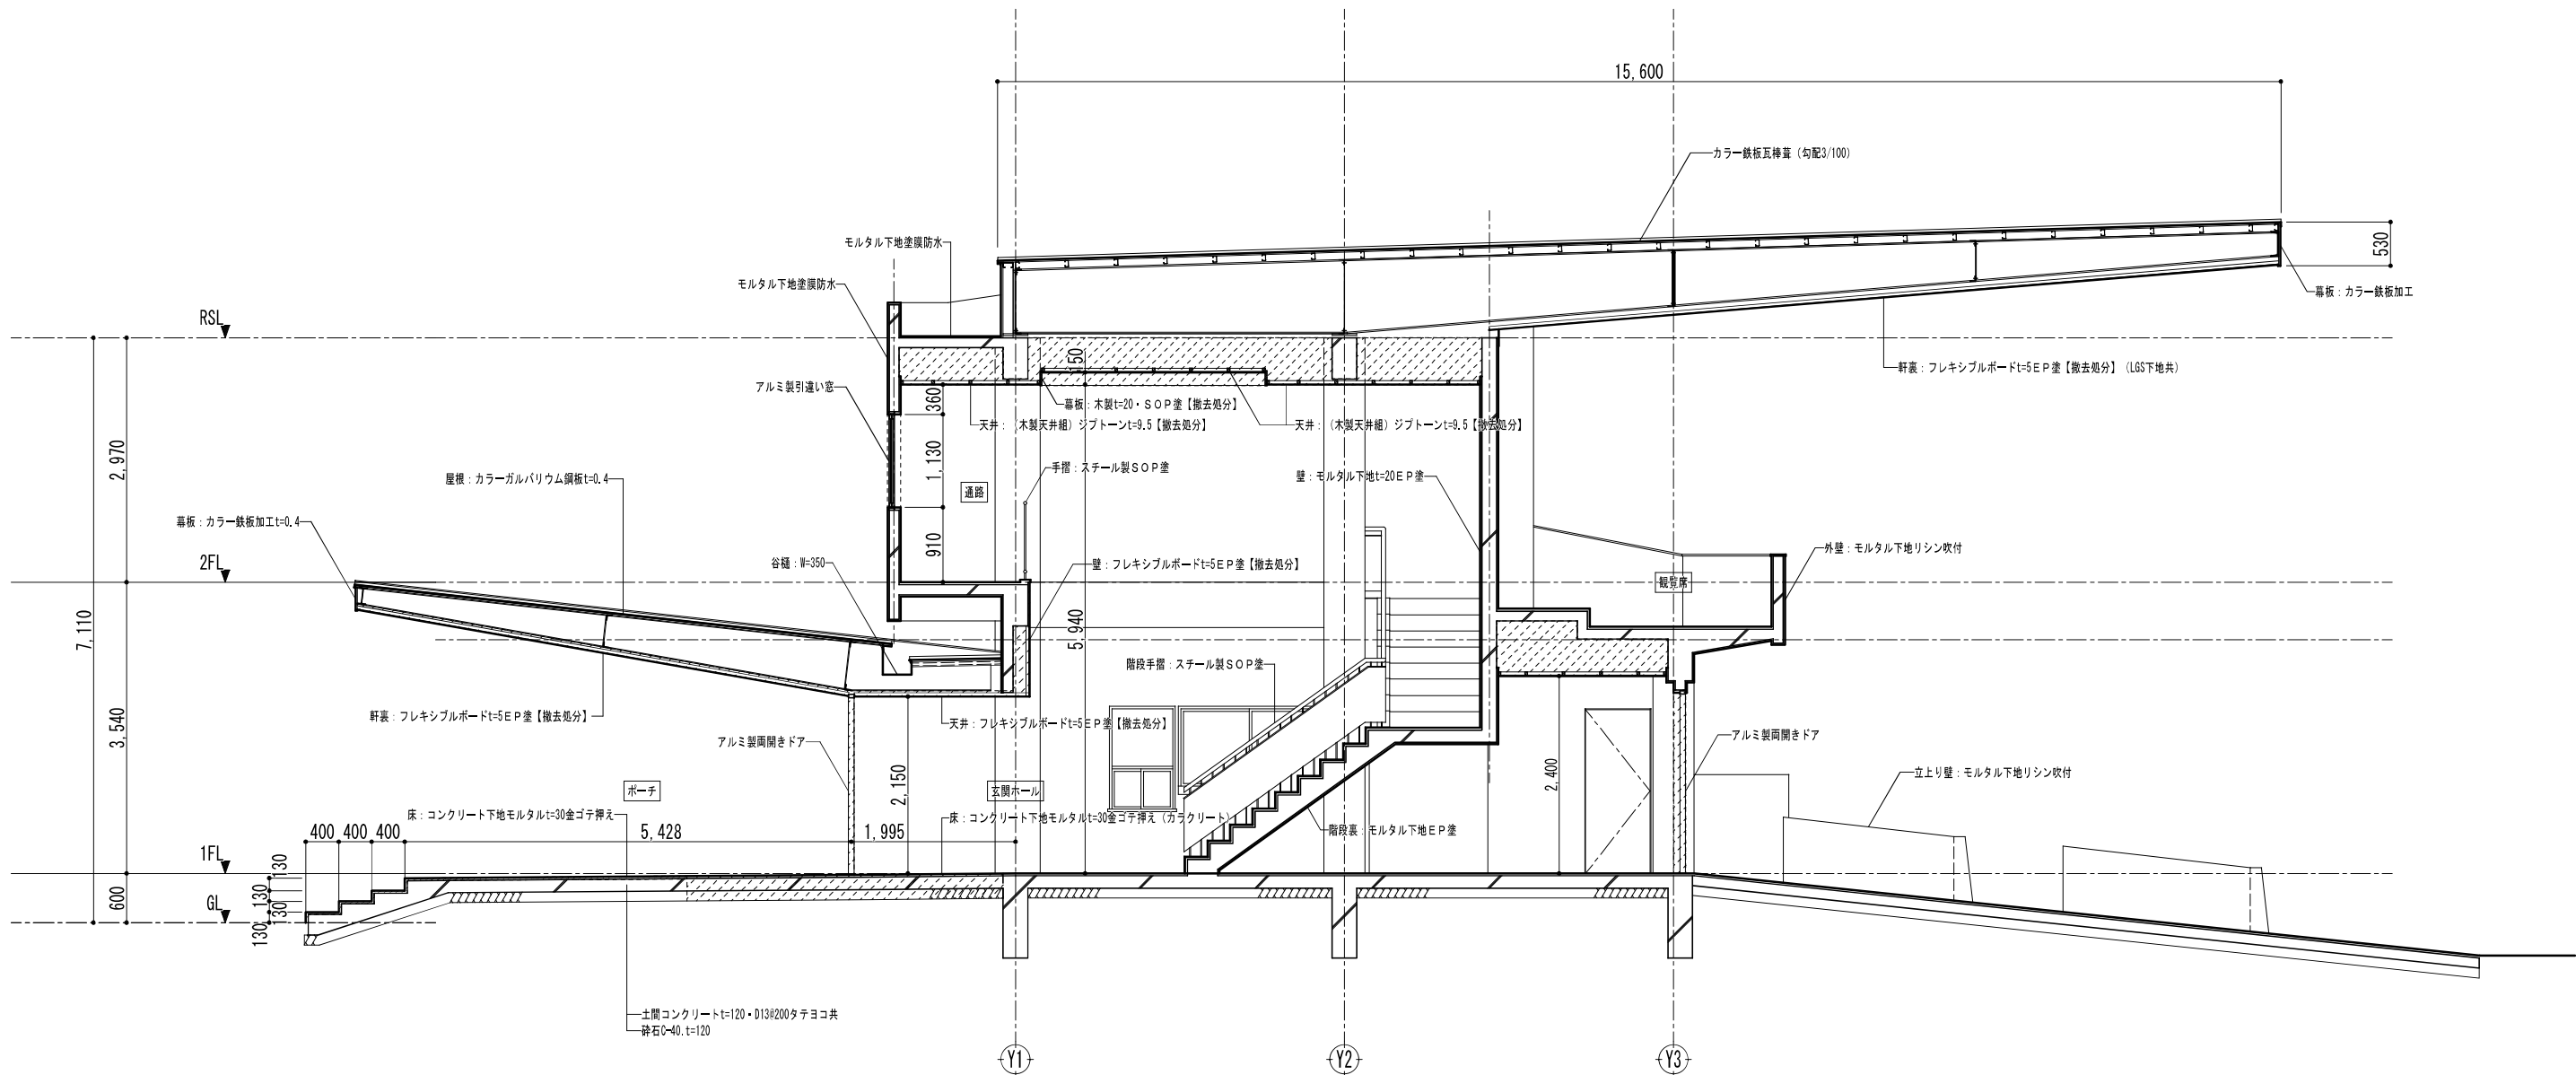 15,600
カラー鉄板瓦棒葺（勾配3/100）
モルタル下地塗膜防水
530
モルタル下地塗膜防水
幕板：カラー鉄板加工
RSL
150
軒裏：フレキシブルボードt=5ＥＰ塗【撤去処分】（LGS下地共）
アルミ製引違い窓
360
幕板：木製t=20・ＳＯＰ塗【撤去処分】
天井：（木製天井組）ジプトーンt=9.5【撤去処分】
天井：（木製天井組）ジプトーンt=9.5【撤去処分】
2,970
1,130
手摺：スチール製ＳＯＰ塗
壁：モルタル下地t=20ＥＰ塗
屋根：カラーガルバリウム鋼板t=0.4
通路
幕板：カラー鉄板加工t=0.4
910
2FL
谷樋：W=350
壁：フレキシブルボードt=5ＥＰ塗【撤去処分】
外壁：モルタル下地リシン吹付
観覧席
7,110
5,940
階段手摺：スチール製ＳＯＰ塗
軒裏：フレキシブルボードt=5ＥＰ塗【撤去処分】
天井：フレキシブルボードt=5ＥＰ塗【撤去処分】
3,540
アルミ製両開きドア
アルミ製両開きドア
2,150
2,400
立上り壁：モルタル下地リシン吹付
ポーチ
玄関ホール
床：コンクリート下地モルタルt=30金ゴテ押え
床：コンクリート下地モルタルt=30金ゴテ押え（カラクリート）
400 400 400
5,428
1,995
階段裏：モルタル下地ＥＰ塗
1FL
130
130
130
130
600
GL
土間コンクリートt=120・D13@200タテヨコ共
砕石C-40.t=120
Y1
Y2
Y3